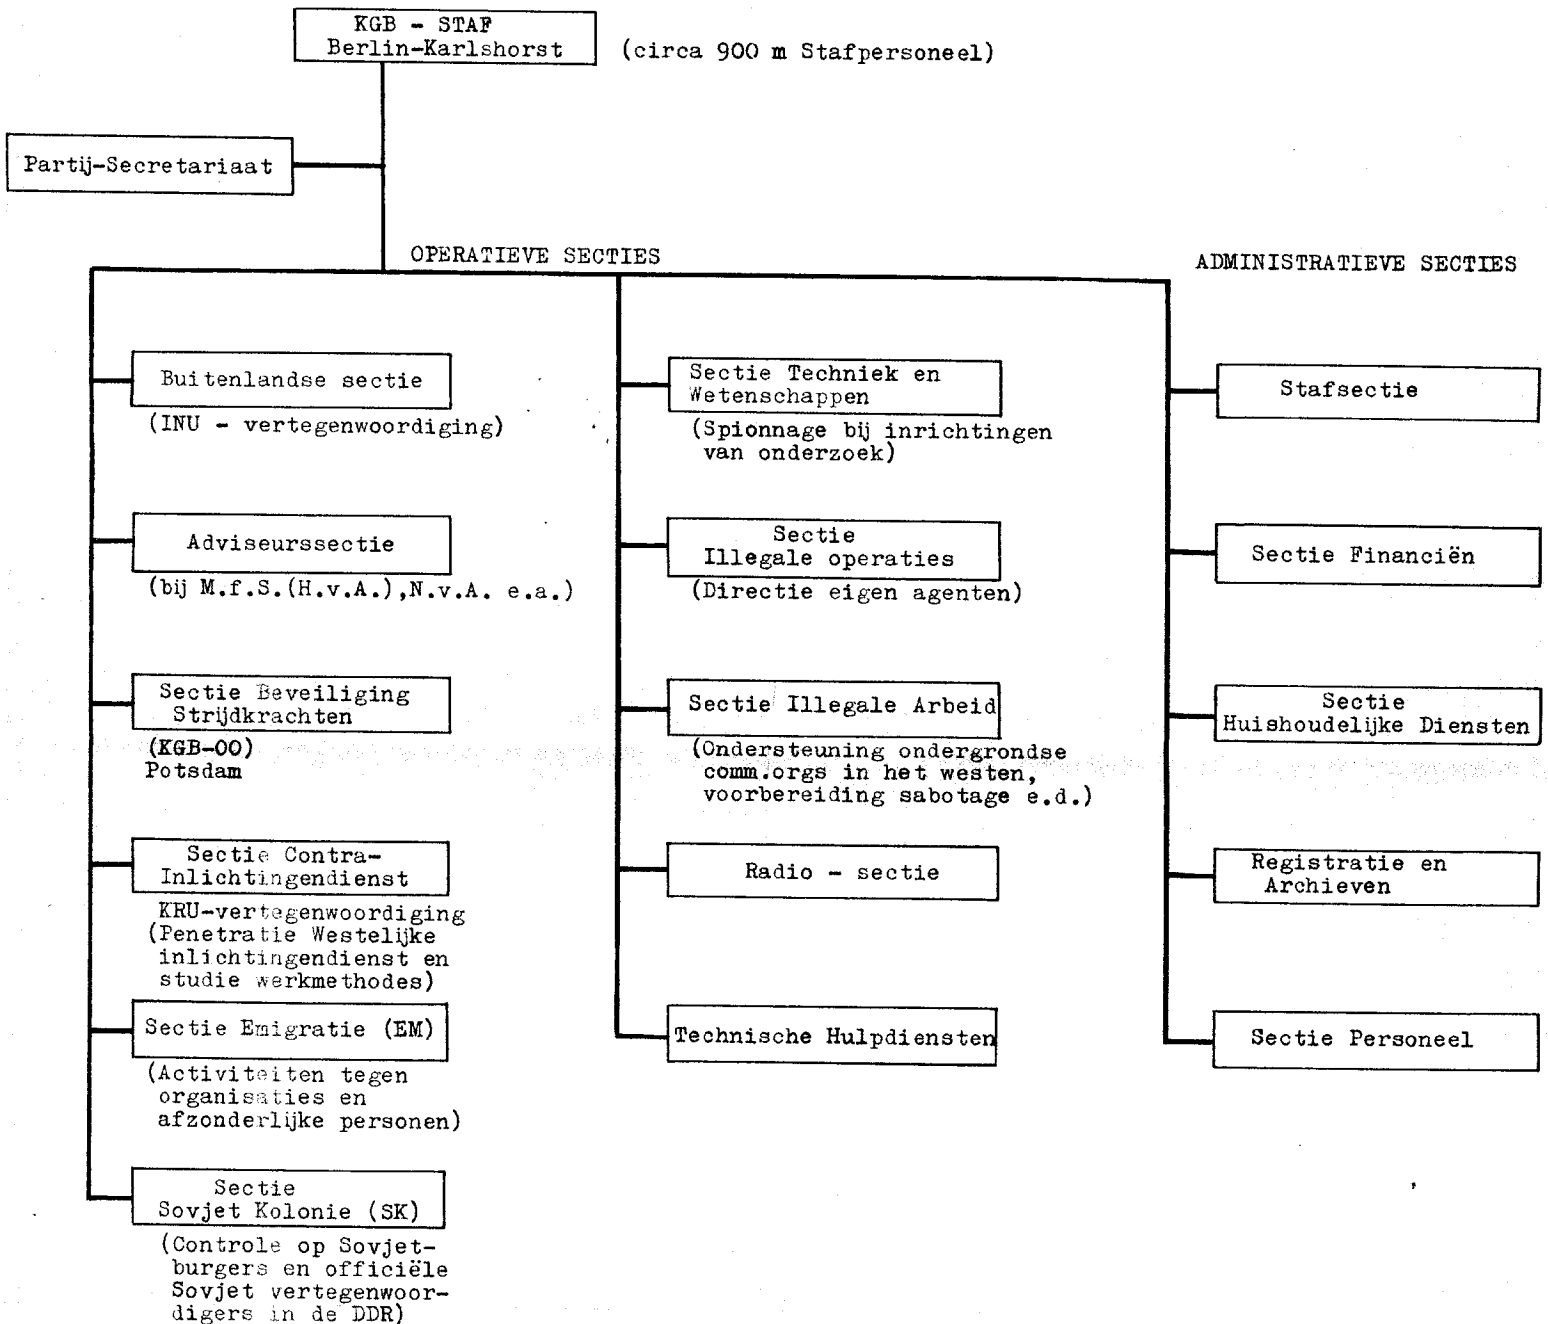 KGB - STAF
Berlin-Karlshorst
(circa 900 m Stafpersoneel)
Partij-Secretariaat
OPERATIEVE SECTIES
Buitenlandse sectie
(INU - vertegenwoordiging)
Adviseurssectie
(bij M.f.S.(H.v.A.),N.v.A. e.a.)
Sectie Beveiliging
Strijdkrachten
(KGB-OO)
Potsdam
Sectie Contra-
Inlichtingendienst
KRU-vertegenwoordiging
(Penetratie Westelijke
inlichtingendienst en
studie werkmethodes)
Sectie Emigratie (EM)
(Activiteiten tegen
organisaties en
afzonderlijke personen)
Sectie
Sovjet Kolonie (SK)
(Controle op Sovjet-
burgers en officiële
Sovjet vertegenwoor-
digers in de DDR)
Sectie Techniek en
Wetenschappen
(Spionnage bij inrichtingen
van onderzoek)
Sectie
Illegale operaties
(Directie eigen agenten)
Sectie Illegale Arbeid
(Ondersteuning ondergrondse
comm.orgs in het westen,
voorbereiding sabotage e.d.)
Radio - sectie
Technische Hulpdiensten
ADMINISTRATIEVE SECTIES
Stafsectie
Sectie Financiën
Sectie
Huishoudelijke Diensten
Registratie en
Archieven
Sectie Personeel